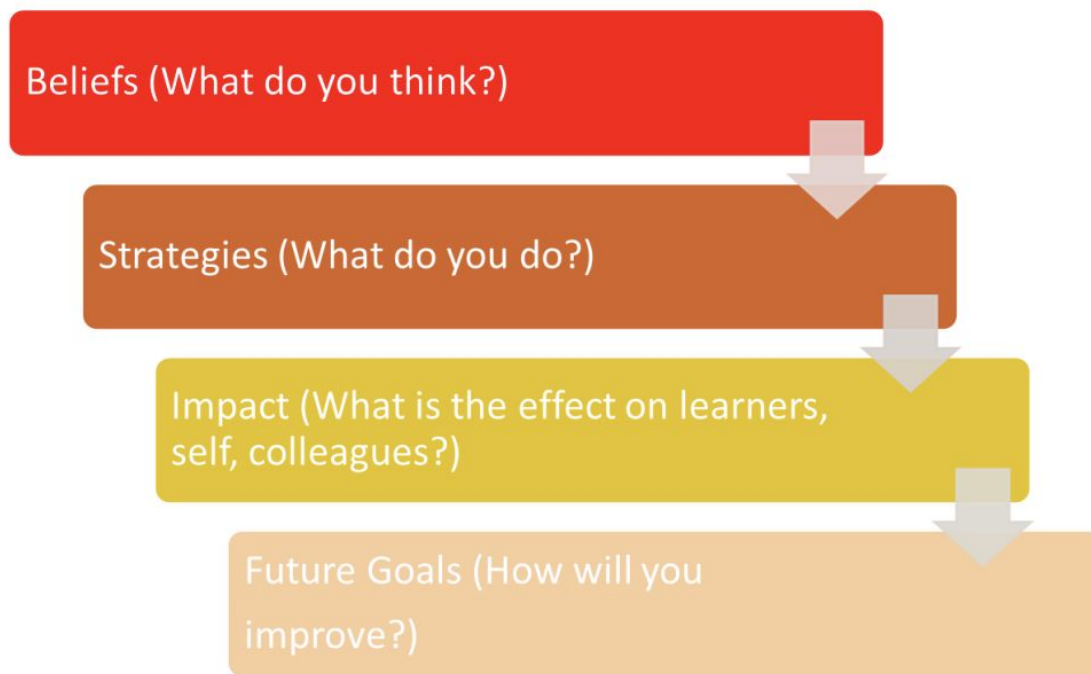 Beliefs (What do you think?)
Strategies (What do you do?)
Impact (What is the effect on learners,
self, colleagues?)
Future Goals (How will you
improve?)